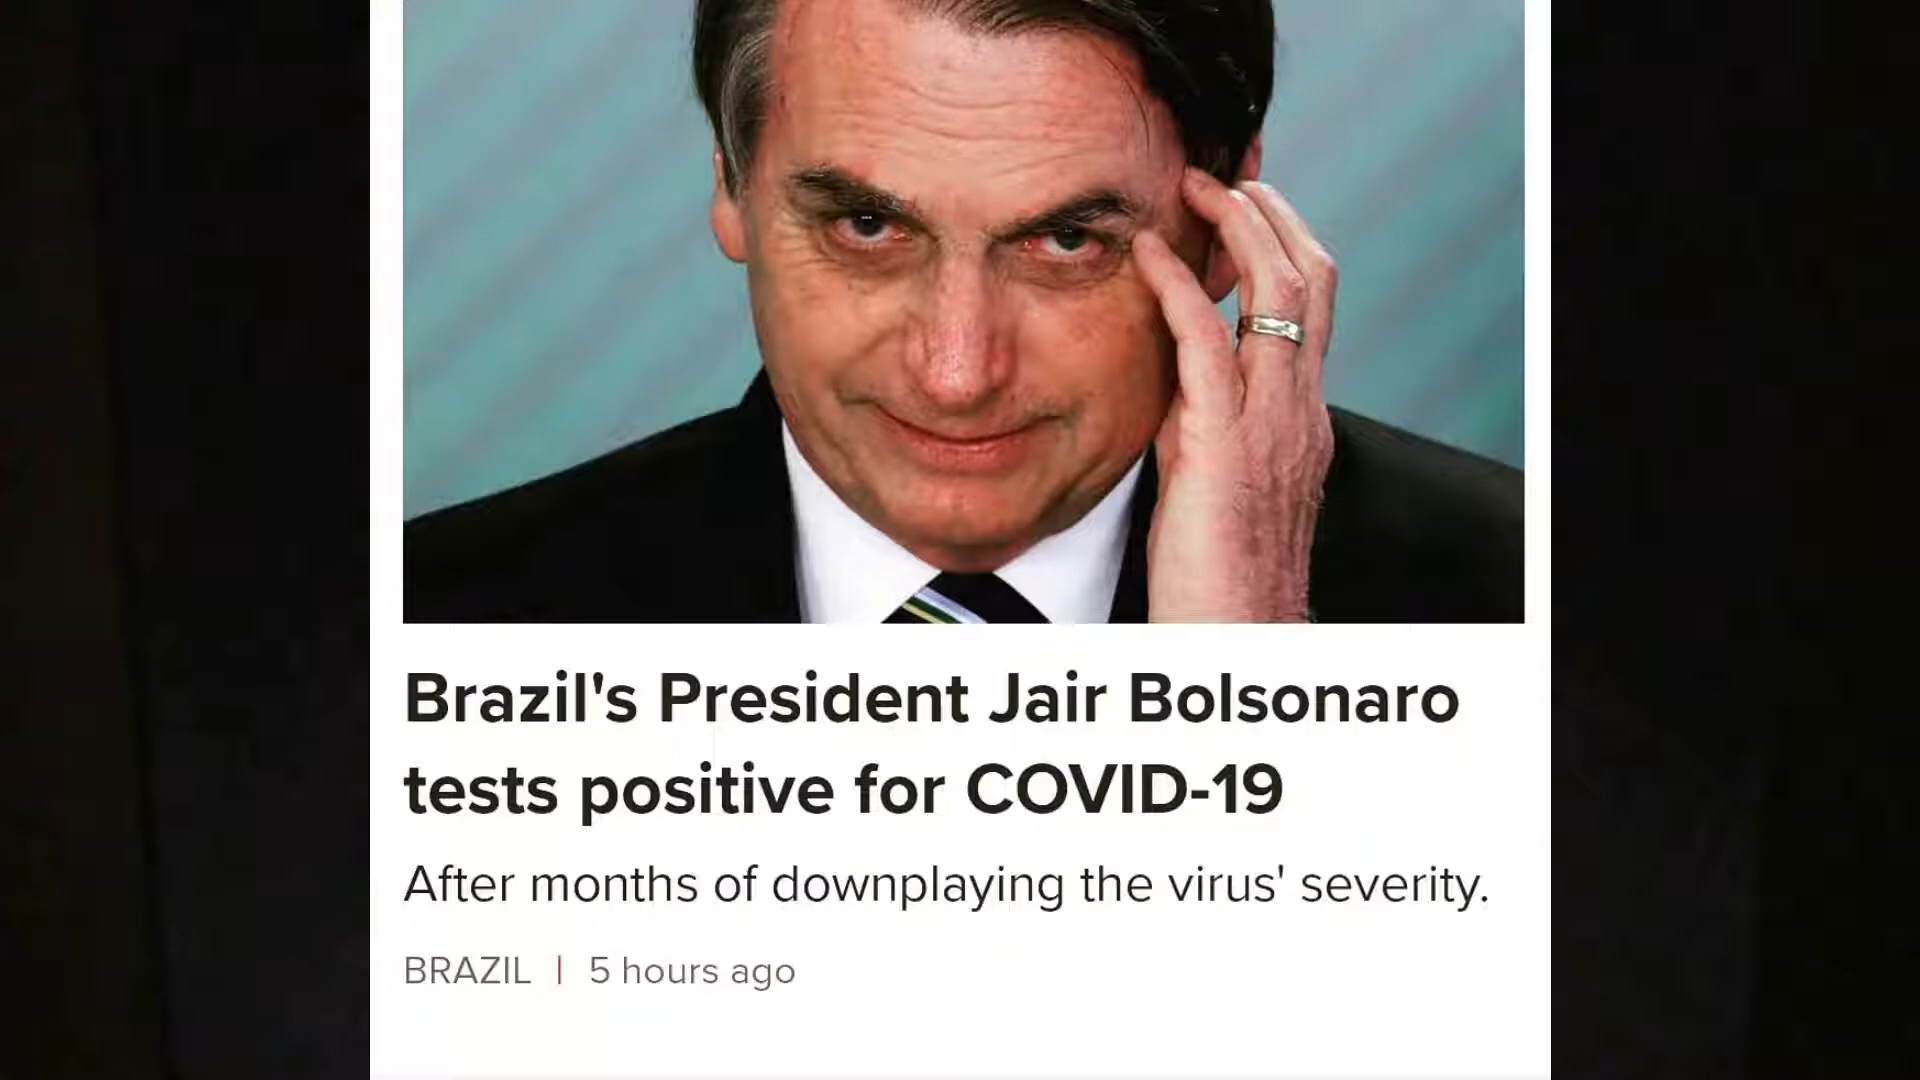 Brazil's President Jair Bolsonaro
tests positive for COVID-19
After months of downplaying the virus' severity.
BRAZIL | 5 hours ago